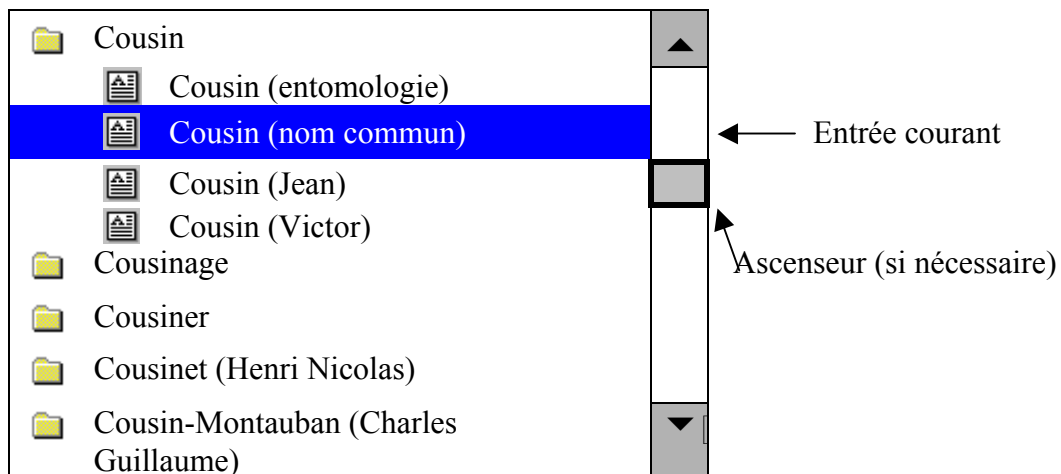 Cousin
Cousin (entomologie)
Cousin (nom commun)
Entrée courant
Cousin (Jean)
Cousin (Victor)
Cousinage
Ascenseur (si nécessaire)
Cousiner
Cousinet (Henri Nicolas)
Cousin-Montauban (Charles
Guillaume)